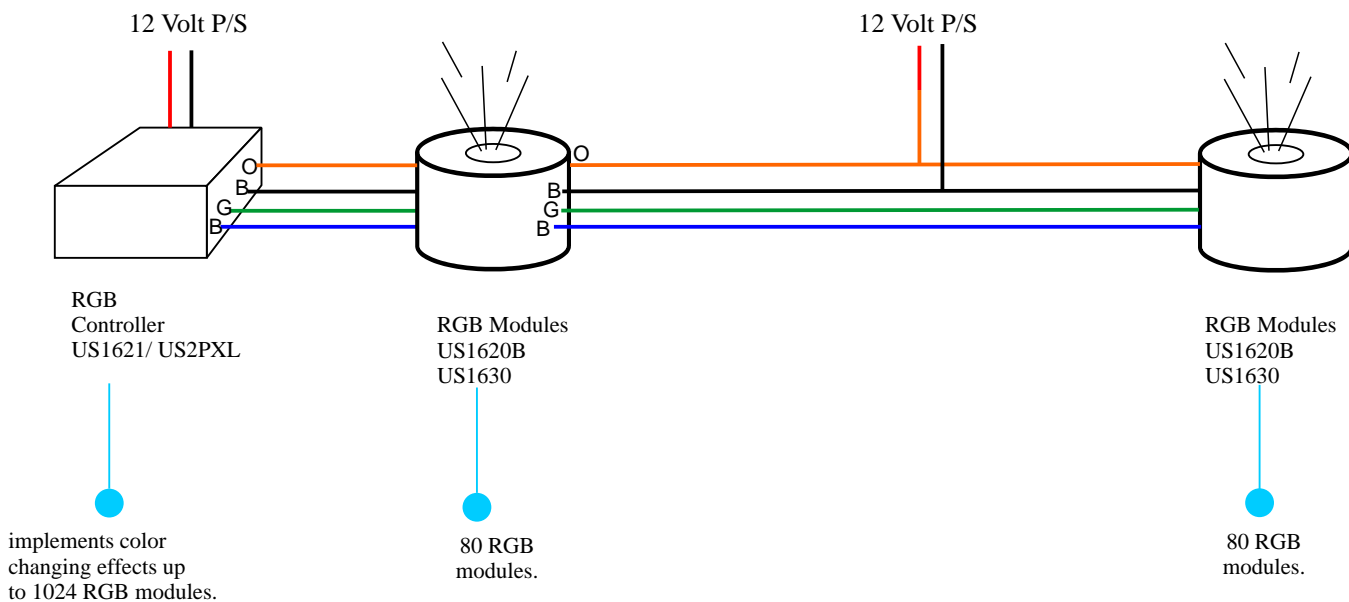 12 Volt P/S
12 Volt P/S
O
B
G
B
O
B
G
B
RGB
Controller
US1621/ US2PXL
RGB Modules
US1620B
US1630
RGB Modules
US1620B
US1630
implements color
changing effects up
to 1024 RGB modules.
80 RGB
modules.
80 RGB
modules.